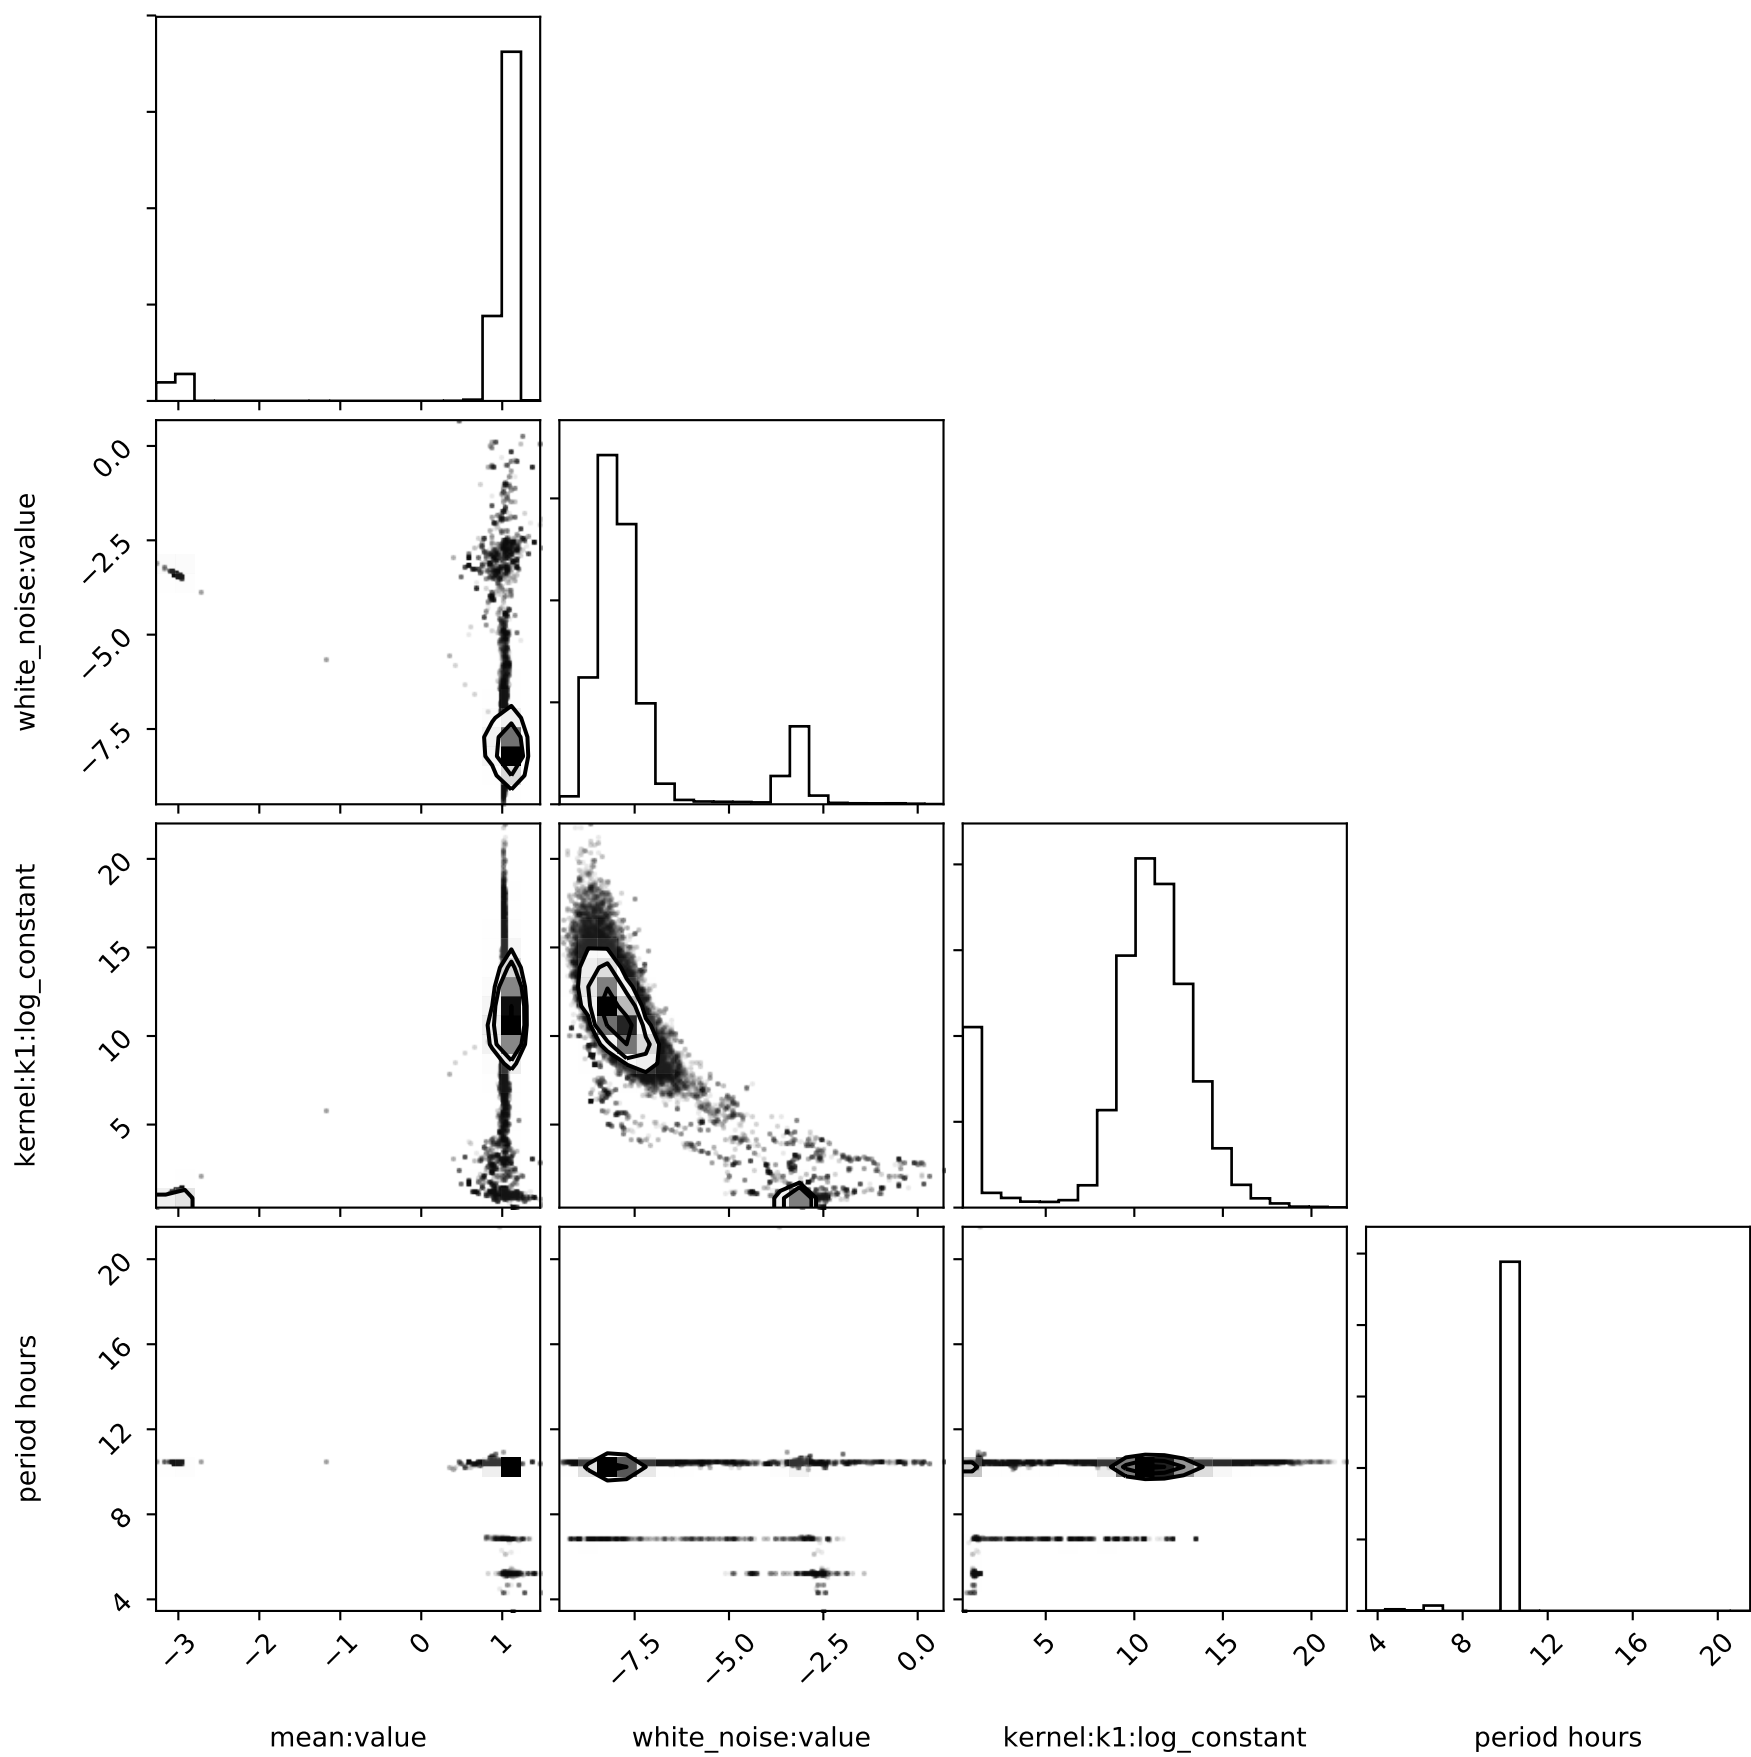 0.0
−2.5
−5.0
−7.5
white_noise:value
20
15
10
5
kernel:k1:log_constant
20
16
12
8
4
period hours
−3 −2 −1 0 1
−7.5 −5.0 −2.5 0.0
5 10 15 20
4 8 12 16 20
mean:value
white_noise:value
kernel:k1:log_constant
period hours